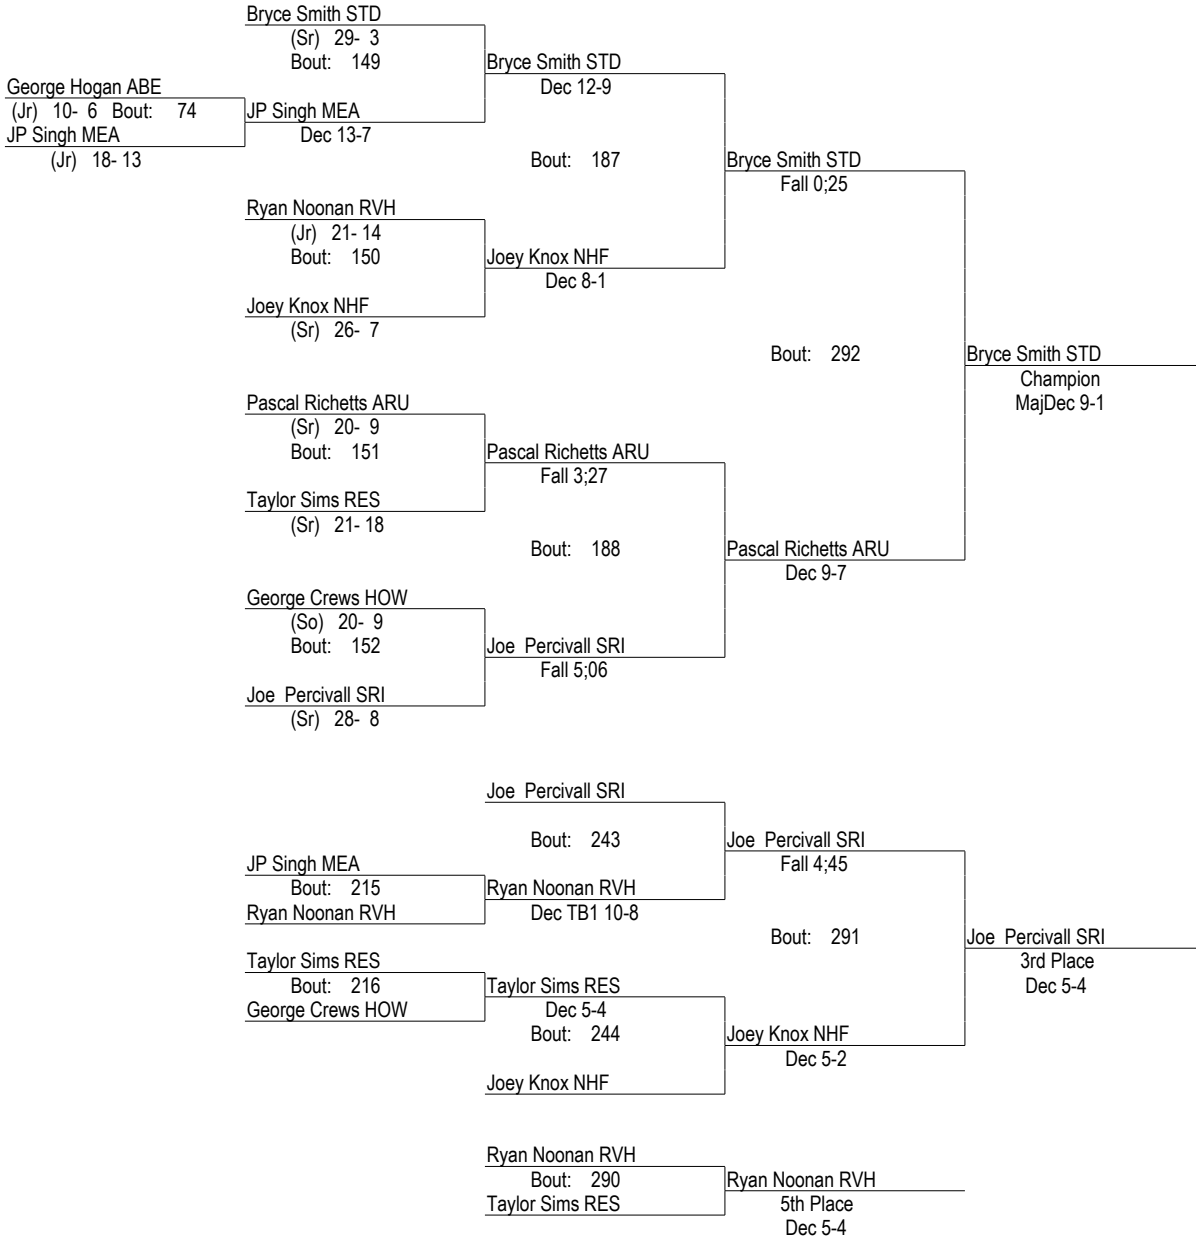 Bryce Smith STD
(Sr) 29- 3
Bout: 149
Bryce Smith STD
Dec 12-9
George Hogan ABE
(Jr) 10- 6 Bout: 74
JP Singh MEA
(Jr) 18- 13
JP Singh MEA
Dec 13-7
Bout: 187
Bryce Smith STD
Fall 0;25
Ryan Noonan RVH
(Jr) 21- 14
Bout: 150
Joey Knox NHF
Dec 8-1
Joey Knox NHF
(Sr) 26- 7
Bout: 292
Bryce Smith STD
Champion
MajDec 9-1
Pascal Richetts ARU
(Sr) 20- 9
Bout: 151
Pascal Richetts ARU
Fall 3;27
Taylor Sims RES
(Sr) 21- 18
Bout: 188
Pascal Richetts ARU
Dec 9-7
George Crews HOW
(So) 20- 9
Bout: 152
Joe Percivall SRI
Fall 5;06
Joe Percivall SRI
(Sr) 28- 8
Joe Percivall SRI
Bout: 243
Joe Percivall SRI
Fall 4;45
JP Singh MEA
Bout: 215
Ryan Noonan RVH
Ryan Noonan RVH
Dec TB1 10-8
Bout: 291
Joe Percivall SRI
3rd Place
Dec 5-4
Taylor Sims RES
Bout: 216
George Crews HOW
Taylor Sims RES
Dec 5-4
Bout: 244
Joey Knox NHF
Dec 5-2
Joey Knox NHF
Ryan Noonan RVH
Bout: 290
Taylor Sims RES
Ryan Noonan RVH
5th Place
Dec 5-4